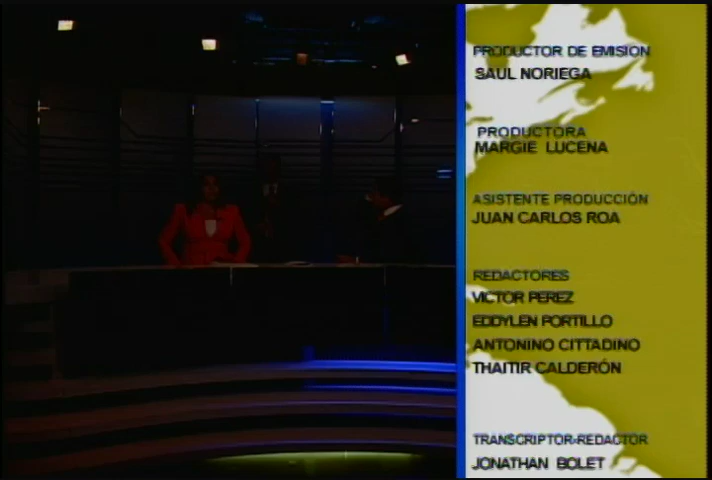 PRODUCTOR DE EMISION
SAUL NORIEGA
PRODUCTORA
MARGIE LUCENA
ASISTENTE PRODUCCIÓN
JUAN CARLOS ROA
REDACTORES
VICTOR PEREZ
EDDYLEN PORTILLO
ANTONINO CITTADINO
THAITIR CALDERÓN
TRANSCRIPTOR-REDACTOR
JONATHAN BOLET